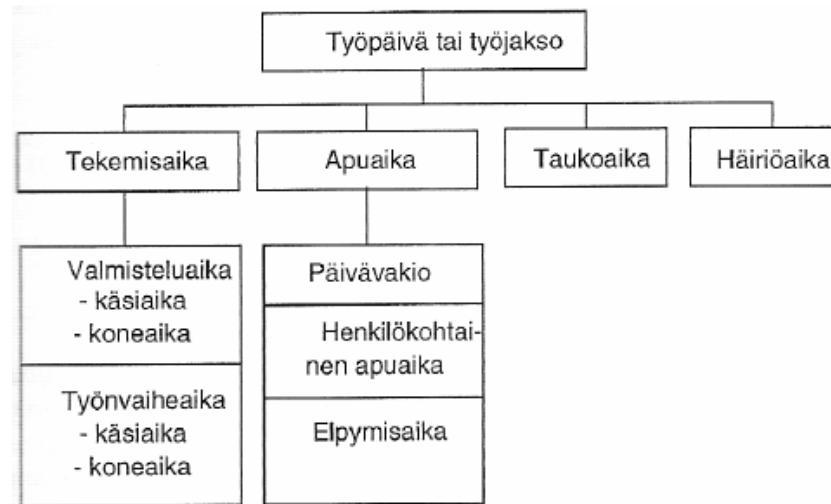 Työpäivä tai työjakso
Tekemisaika
Apuaika
Taukoaika
Häiriöaika
Valmisteluaika
- käsiaika
- koneaika
Työnvaiheaika
- käsiaika
- koneaika
Päivävakio
Henkilökohtai-
nen apuaika
Elpymisaika